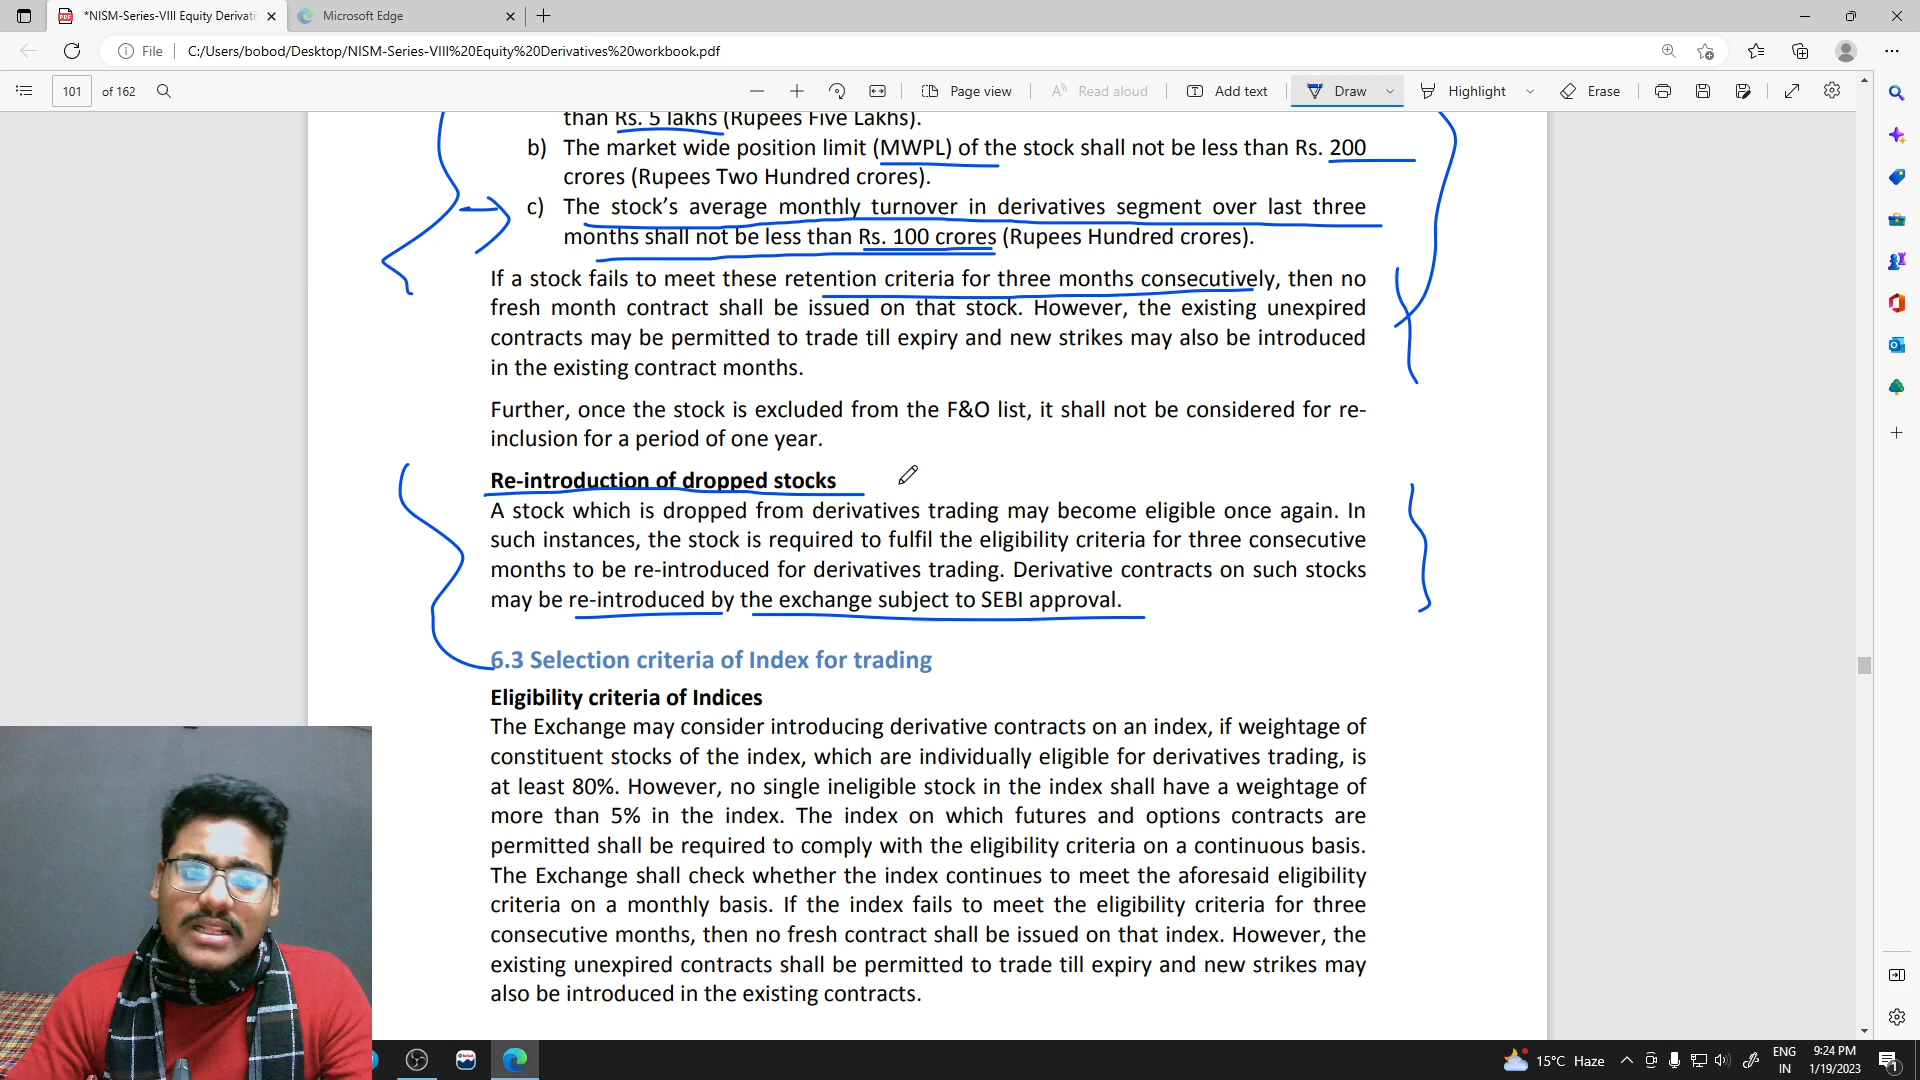 *NISM-Series-VIII Equity Derivati
Microsoft Edge
File
C:/Users/bobod/Desktop/NISM-Series-VIII%20Equity%20Derivatives%20workbook.pdf
101 of 162
Page view
Read aloud
Add text
Draw
Highlight
Erase
than Rs. 5 lakhs (Rupees Five Lakhs).
b) The market wide position limit (MWPL) of the stock shall not be less than Rs. 200
crores (Rupees Two Hundred crores).
c) The stock's average monthly turnover in derivatives segment over last three
months shall not be less than Rs. 100 crores (Rupees Hundred crores).
If a stock fails to meet these retention criteria for three months consecutively, then no
fresh month contract shall be issued on that stock. However, the existing unexpired
contracts may be permitted to trade till expiry and new strikes may also be introduced
in the existing contract months.
Further, once the stock is excluded from the F&O list, it shall not be considered for re-
inclusion for a period of one year.
Re-introduction of dropped stocks
A stock which is dropped from derivatives trading may become eligible once again. In
such instances, the stock is required to fulfil the eligibility criteria for three consecutive
months to be re-introduced for derivatives trading. Derivative contracts on such stocks
may be re-introduced by the exchange subject to SEBI approval.
6.3 Selection criteria of Index for trading
Eligibility criteria of Indices
The Exchange may consider introducing derivative contracts on an index, if weightage of
constituent stocks of the index, which are individually eligible for derivatives trading, is
at least 80%. However, no single ineligible stock in the index shall have a weightage of
more than 5% in the index. The index on which futures and options contracts are
permitted shall be required to comply with the eligibility criteria on a continuous basis.
The Exchange shall check whether the index continues to meet the aforesaid eligibility
criteria on a monthly basis. If the index fails to meet the eligibility criteria for three
consecutive months, then no fresh contract shall be issued on that index. However, the
existing unexpired contracts shall be permitted to trade till expiry and new strikes may
also be introduced in the existing contracts.
15°C Haze
ENG
IN
9:24 PM
1/19/2023
1